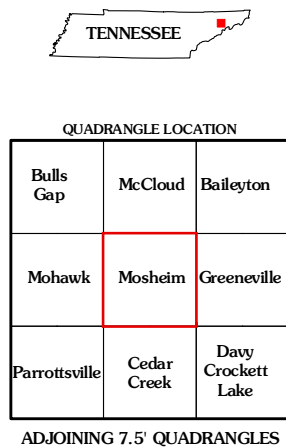 TENNESSEE
QUADRANGLE LOCATION
Bulls
Gap
McCloud
Baileyton
Mohawk
Mosheim
Greeneville
Parrottsville
Cedar
Creek
Davy
Crockett
Lake
ADJOINING 7.5' QUADRANGLES